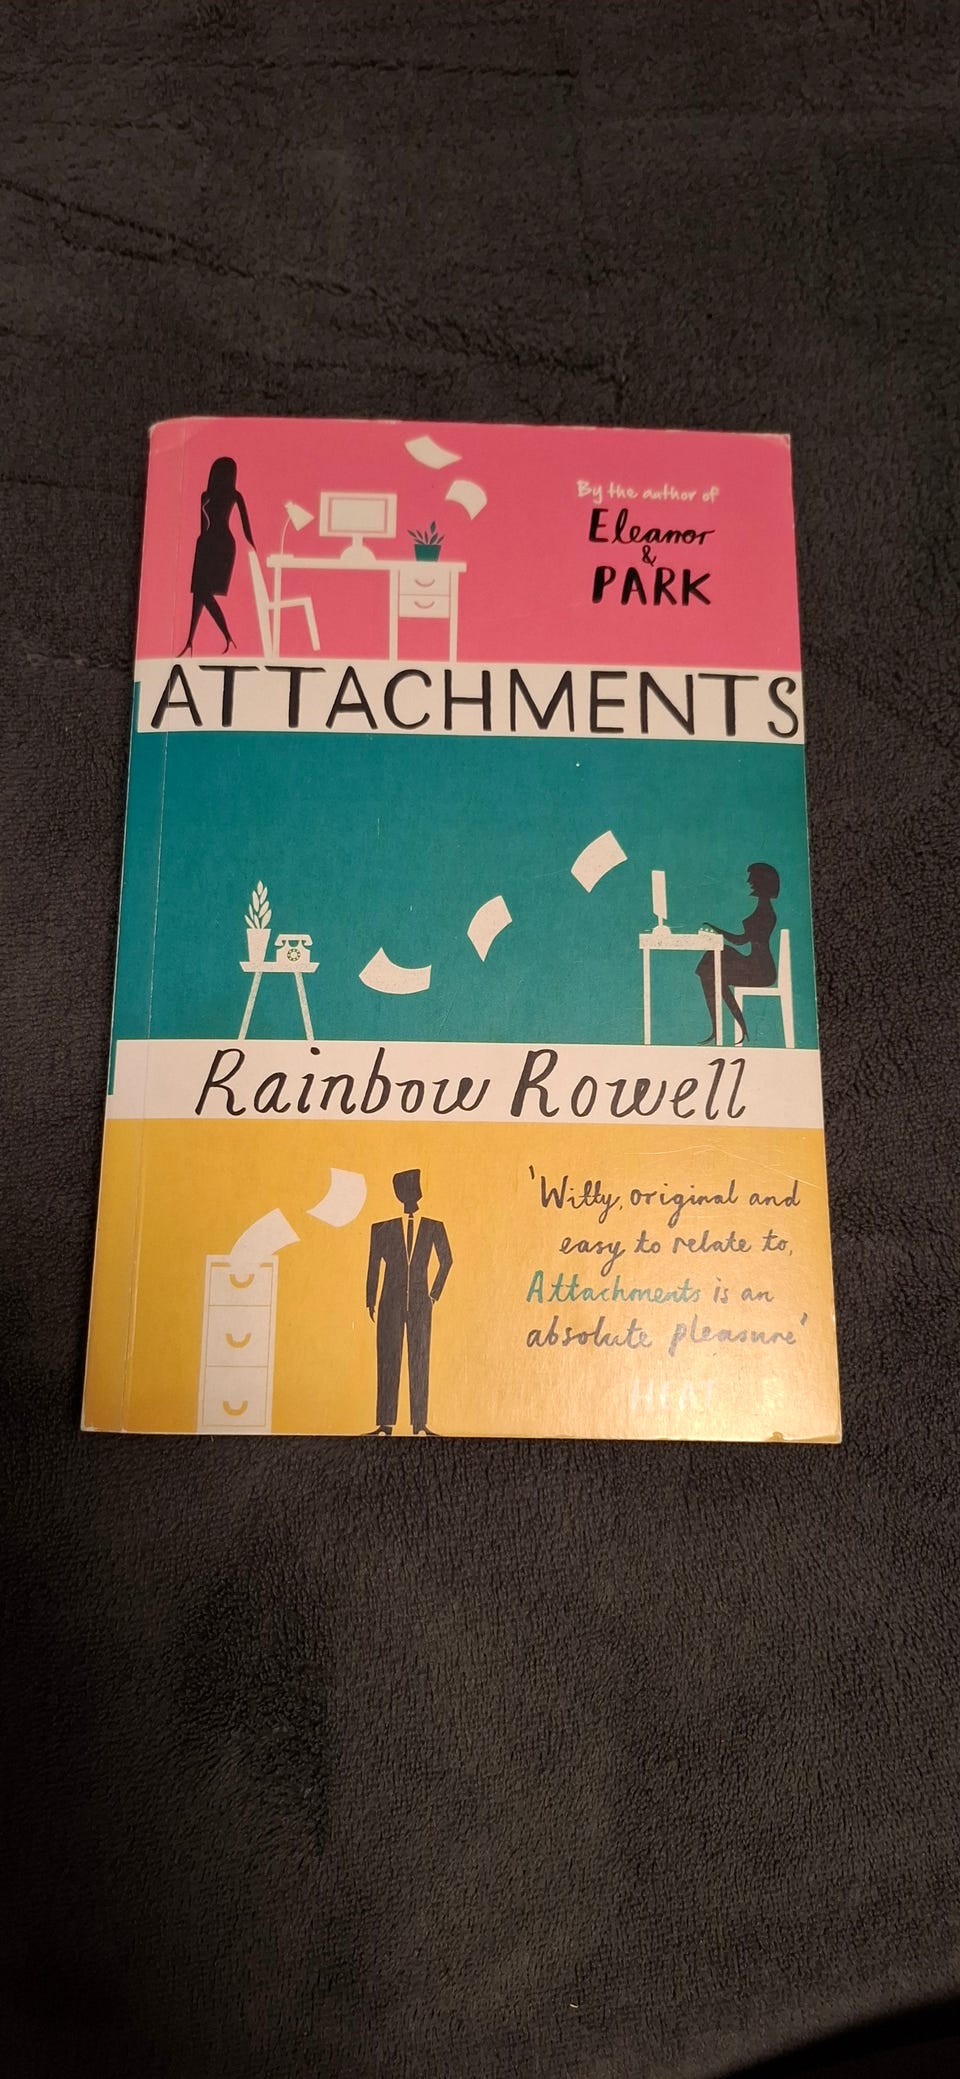 By the author of
Eleanor
&
PARK
ATTACHMENTS
Rainbow Rowell
'Witty, original and
easy to relate to,
Attachments is an
absolute pleasure'
HEAT